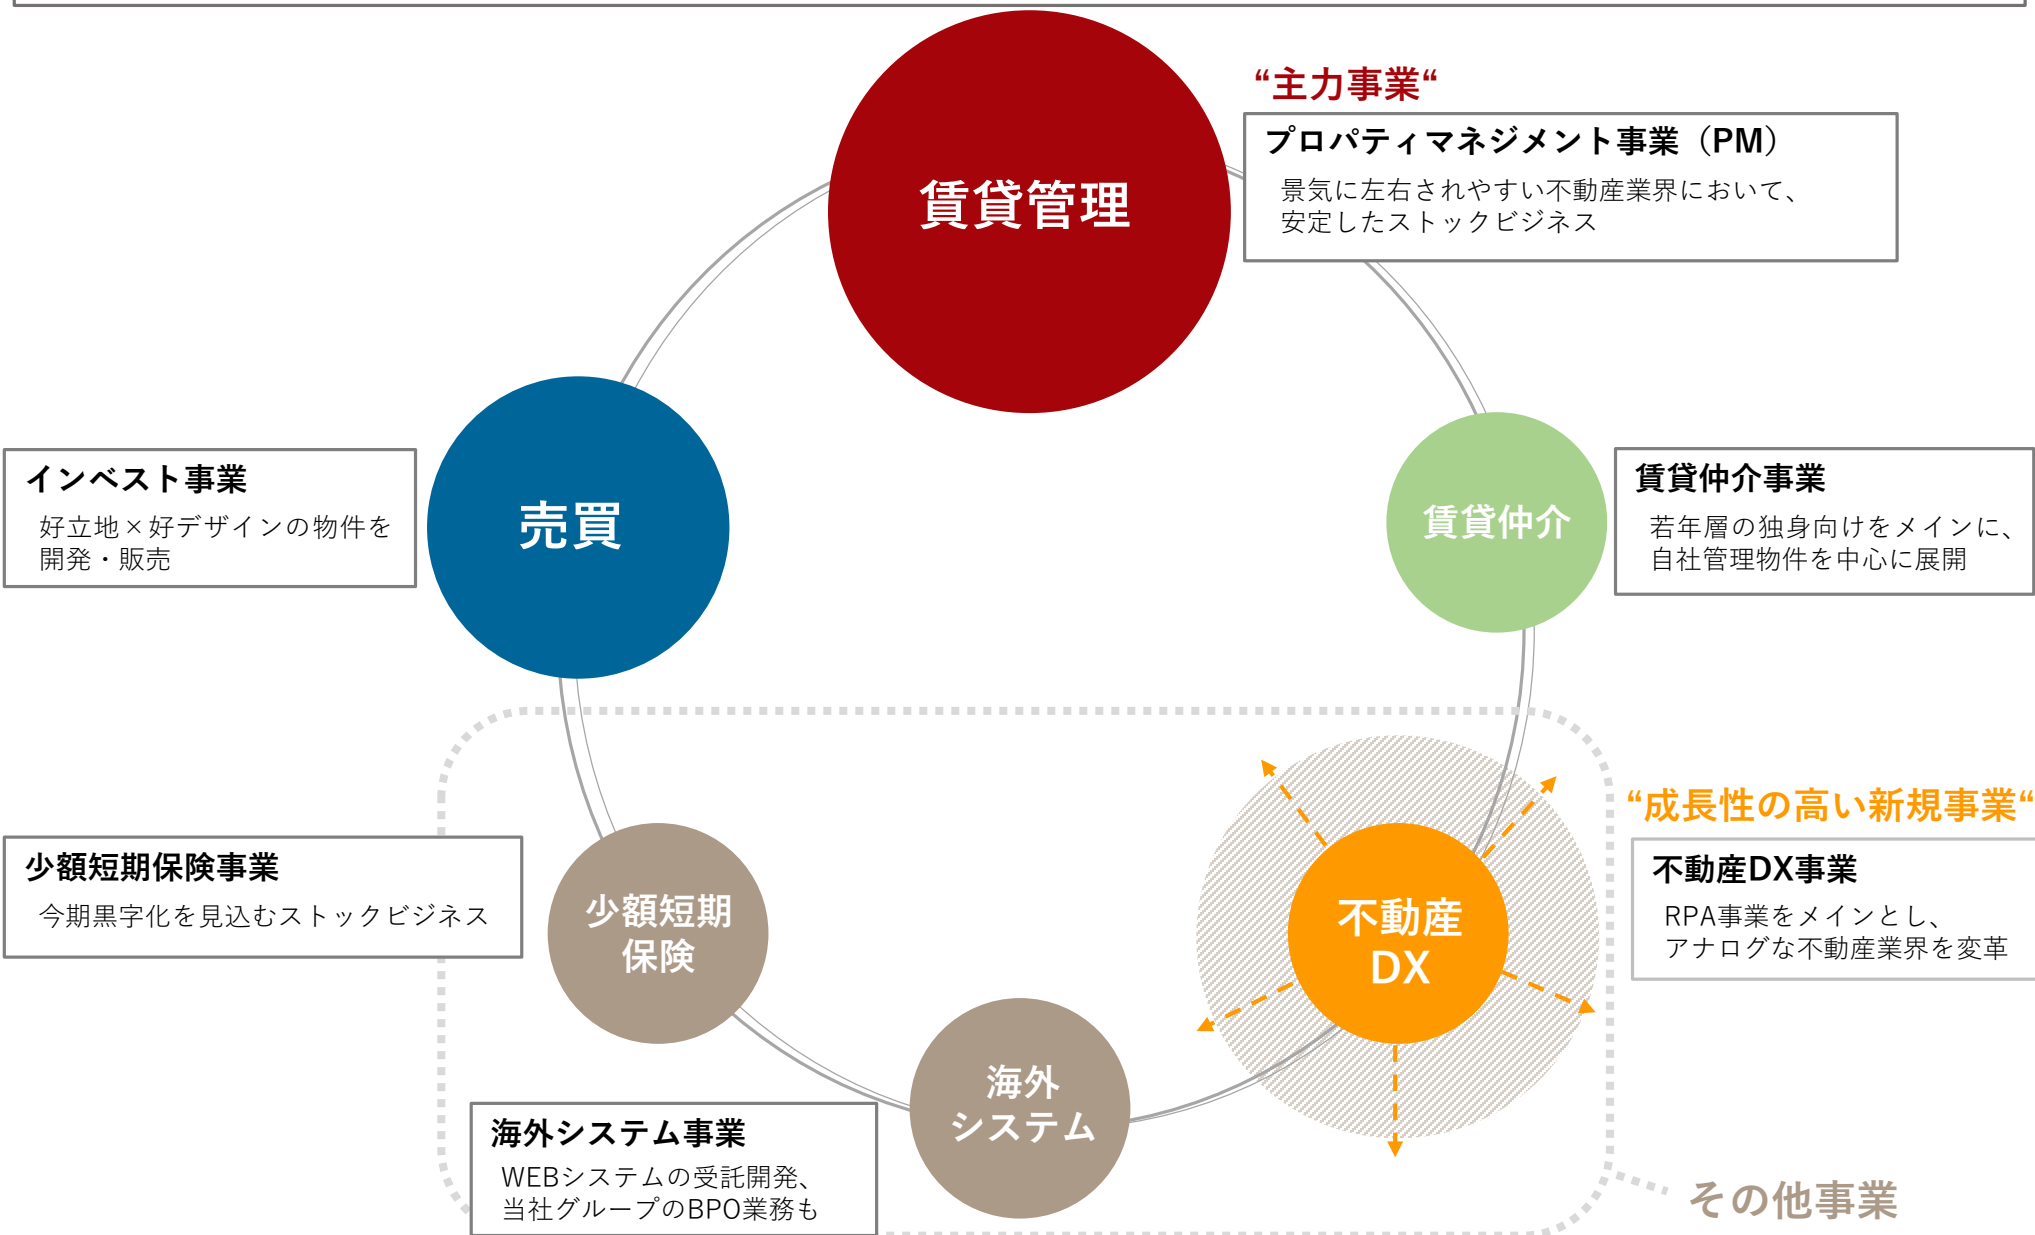 “主力事業“
プロパティマネジメント事業（PM）
景気に左右されやすい不動産業界において、
安定したストックビジネス
賃貸管理
インベスト事業
好立地×好デザインの物件を
開発・販売
売買
賃貸仲介
賃貸仲介事業
若年層の独身向けをメインに、
自社管理物件を中心に展開
“成長性の高い新規事業“
不動産DX事業
RPA事業をメインとし、
アナログな不動産業界を変革
不動産
DX
少額短期保険事業
今期黒字化を見込むストックビジネス
少額短期
保険
海外
システム
海外システム事業
WEBシステムの受託開発、
当社グループのBPO業務も
その他事業